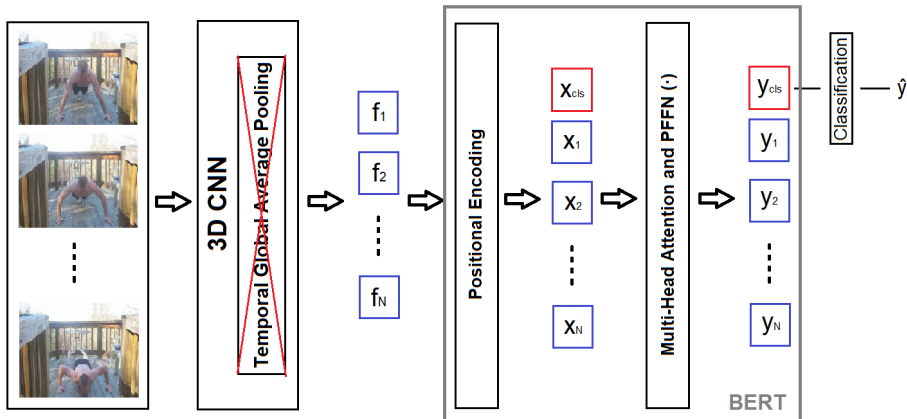 3D CNN
Temporal Global Average Pooling
f1
f2
fN
Positional Encoding
xcls
x1
x2
xN
Multi-Head Attention and PFFN (·)
ycls
y1
y2
yN
BERT
Classification
ŷ